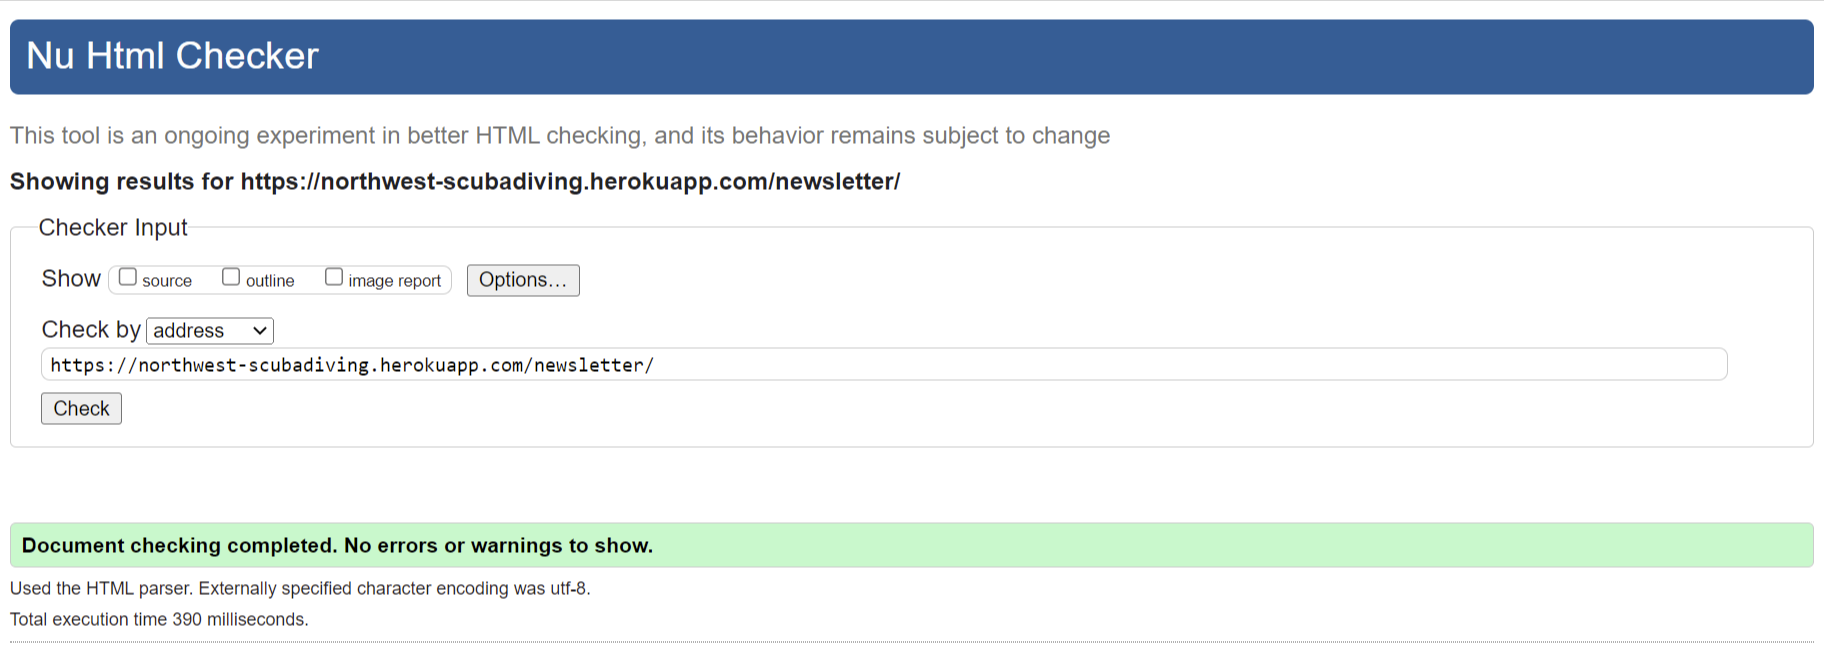 Nu Html Checker
This tool is an ongoing experiment in better HTML checking, and its behavior remains subject to change
Showing results for https://northwest-scubadiving.herokuapp.com/newsletter/
Checker Input
Show source outline image report Options…
Check by address
https://northwest-scubadiving.herokuapp.com/newsletter/
Check
Document checking completed. No errors or warnings to show.
Used the HTML parser. Externally specified character encoding was utf-8.
Total execution time 390 milliseconds.